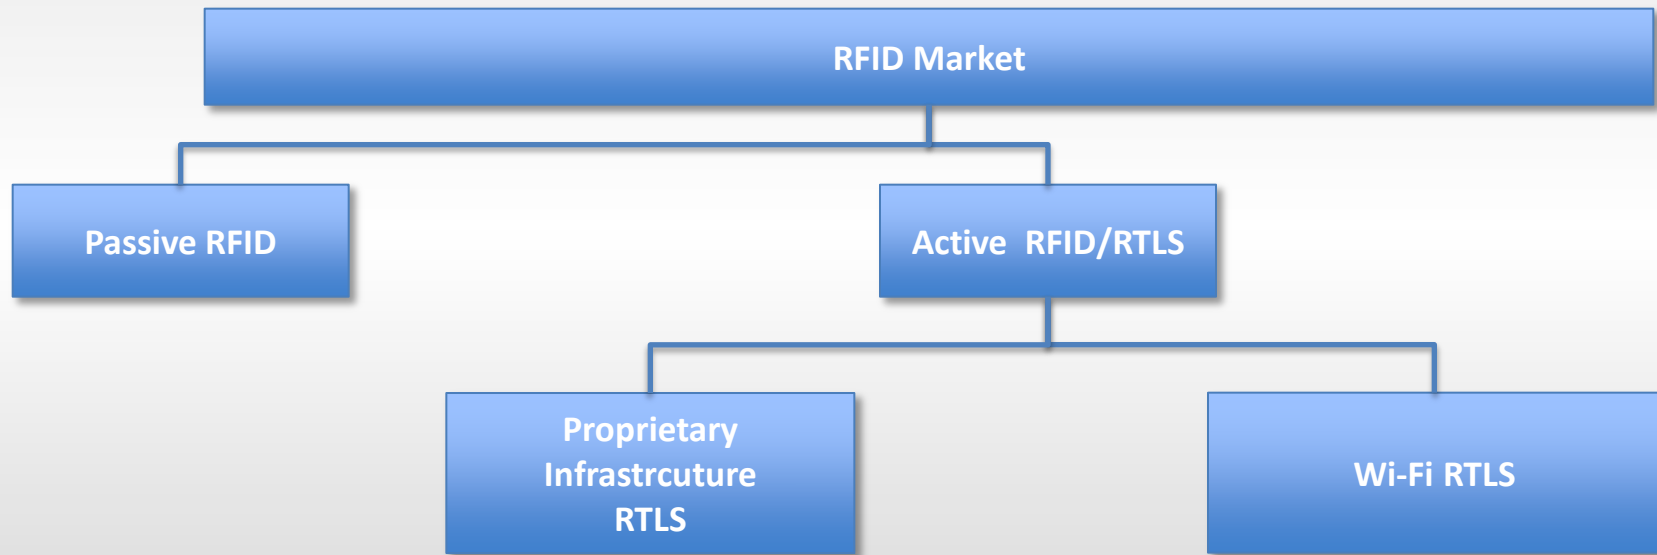 RFID Market
Passive RFID
Active  RFID/RTLS
Proprietary
Infrastrcuture
RTLS
Wi-Fi RTLS